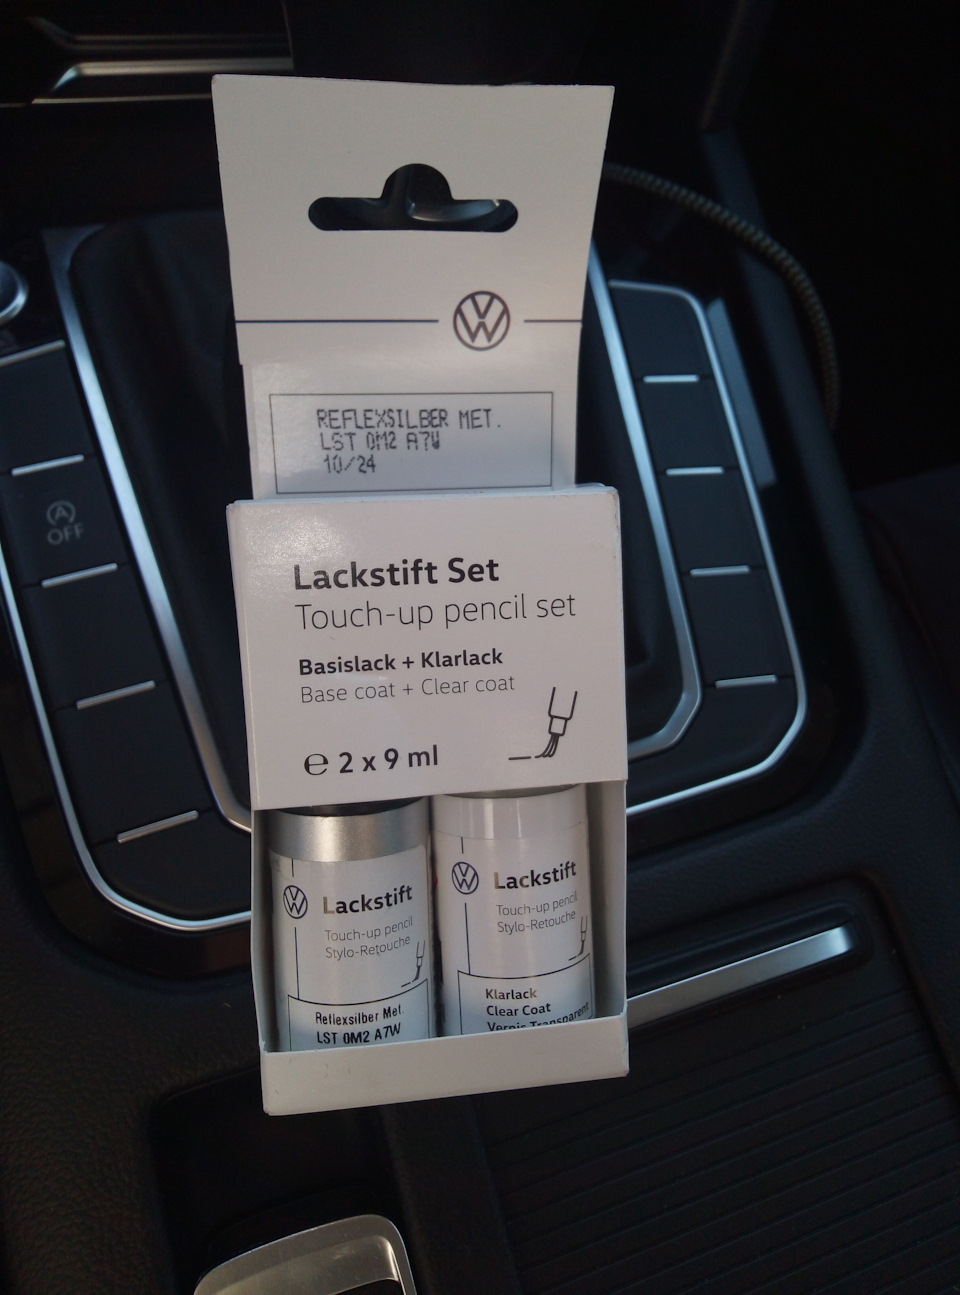 REFLEXSILBER MET.
LST 0M2 A7W
10/24
A
OFF
Lackstift Set
Touch-up pencil set
Basislack + Klarlack
Base coat + Clear coat
℮ 2 x 9 ml
Lackstift
Touch-up pencil
Stylo-Retouche
Reflexsilber Met.
LST 0M2 A7W
Lackstift
Touch-up pencil
Stylo-Retouche
Klarlack
Clear Coat
Vernis Transparent